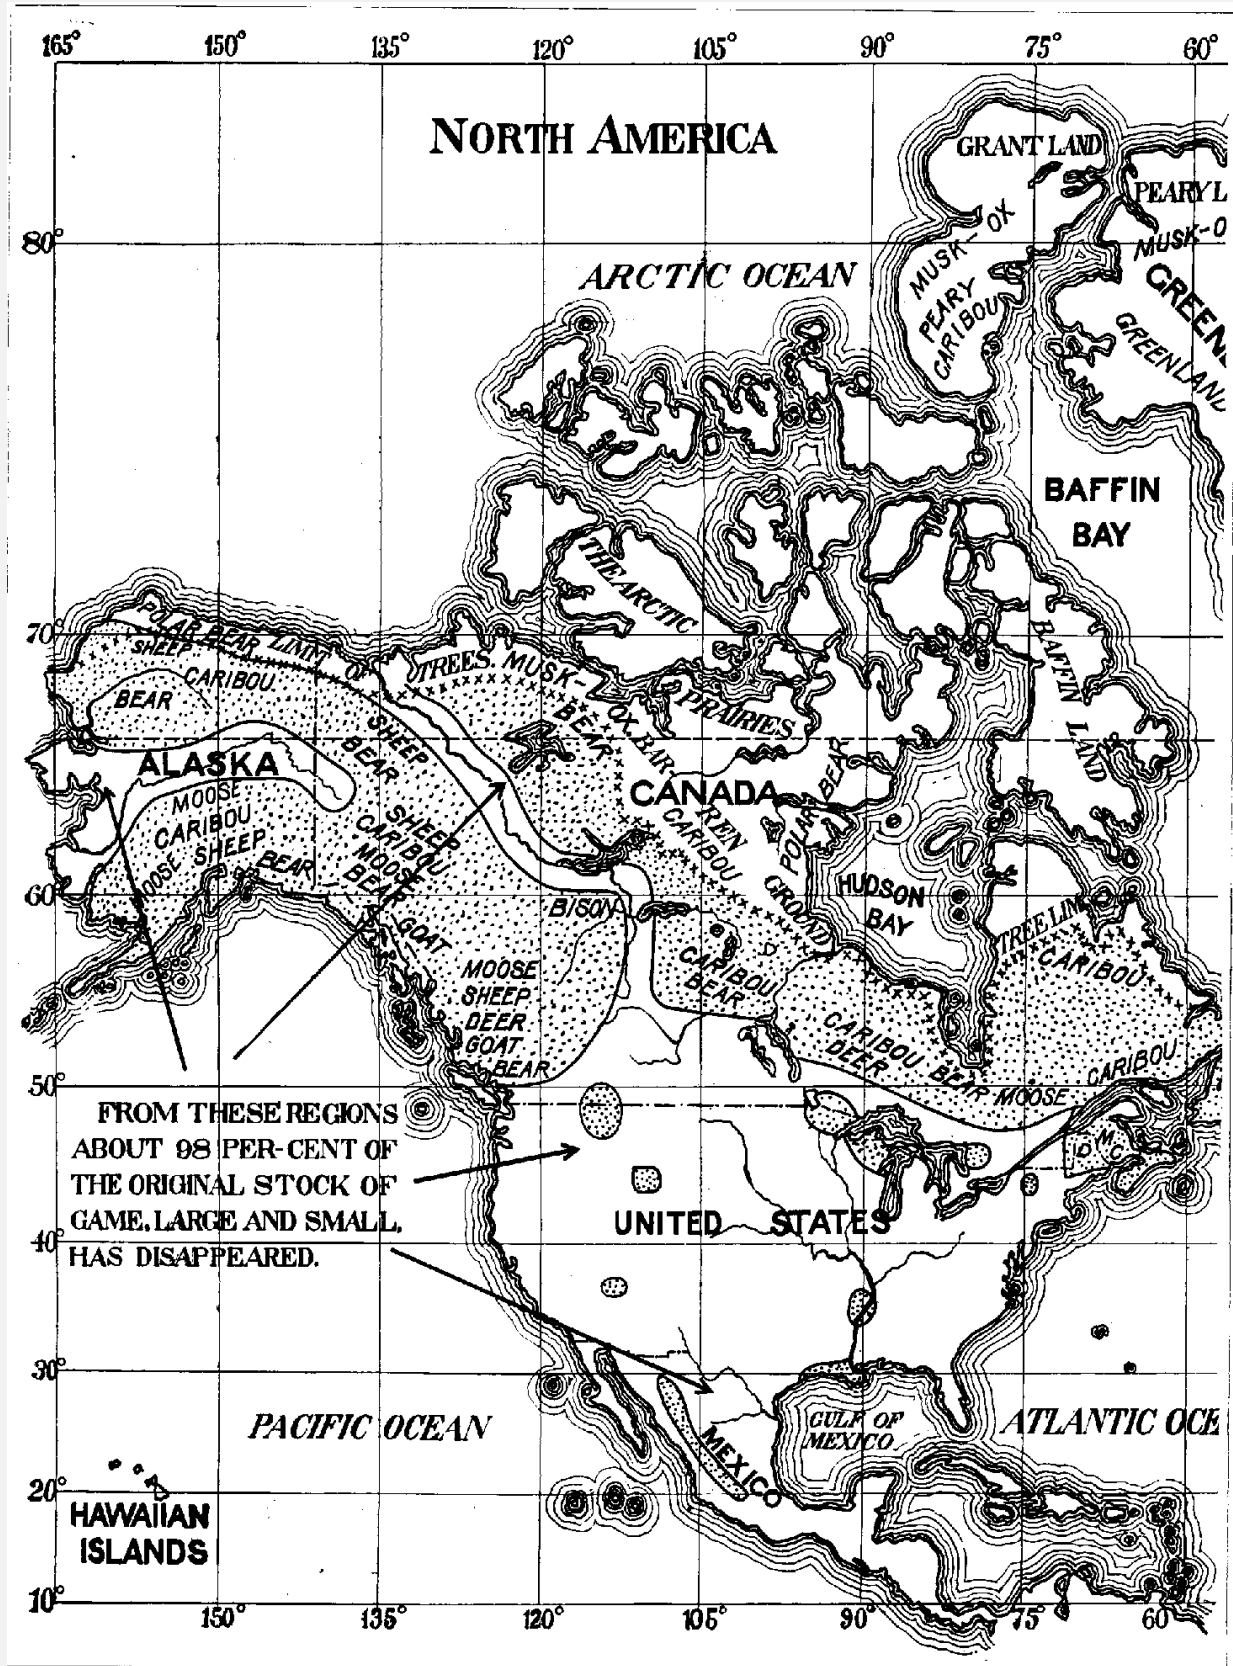 165° 150° 135° 120° 105° 90° 75° 60°
NORTH AMERICA
GRANT LAND
PEARY L
MUSK-OX
MUSK-O
80°
ARCTIC OCEAN
PEARY
CARIBOU
GREENL
GREENLAND
BAFFIN
BAY
THE ARCTIC
PRAIRIES
BAFFIN LAND
70°
POLAR BEAR LIMIT OF TREES. MUSK-OX. BARREN GROUND
SHEEP
CARIBOU
BEAR
SHEEP
BEAR
BEAR
ALASKA
CANADA
POLAR BEAR
MOOSE
CARIBOU
SHEEP
MOOSE
BEAR
SHEEP
CARIBOU
MOOSE
BEAR
CARIBOU
CARIBOU
60°
HUDSON
BAY
BISON
GOAT
TREE LIMIT
CARIBOU
MOOSE
SHEEP
DEER
GOAT
BEAR
CARIBOU
BEAR
CARIBOU BEAR MOOSE CARIBOU
DEER
50°
FROM THESE REGIONS
ABOUT 98 PER-CENT OF
THE ORIGINAL STOCK OF
GAME, LARGE AND SMALL,
HAS DISAPPEARED.
M
D C
UNITED STATES
40°
30°
PACIFIC OCEAN
GULF OF
MEXICO
ATLANTIC OCE
MEXICO
20°
HAWAIIAN
ISLANDS
10°
150° 135° 120° 105° 90° 75° 60°